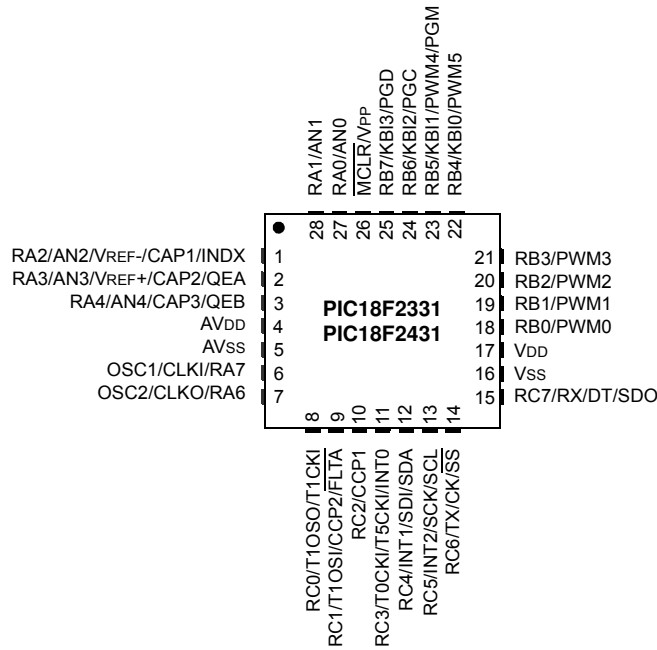 RA1/AN1
RA0/AN0
MCLR/VPP
RB7/KBI3/PGD
RB6/KBI2/PGC
RB5/KBI1/PWM4/PGM
RB4/KBI0/PWM5
28
27
26
25
24
23
22
RA2/AN2/VREF-/CAP1/INDX 1
RA3/AN3/VREF+/CAP2/QEA 2
RA4/AN4/CAP3/QEB 3
AVDD 4
AVSS 5
OSC1/CLKI/RA7 6
OSC2/CLKO/RA6 7
PIC18F2331
PIC18F2431
21 RB3/PWM3
20 RB2/PWM2
19 RB1/PWM1
18 RB0/PWM0
17 VDD
16 VSS
15 RC7/RX/DT/SDO
8
9
10
11
12
13
14
RC0/T1OSO/T1CKI
RC1/T1OSI/CCP2/FLTA
RC2/CCP1
RC3/T0CKI/T5CKI/INT0
RC4/INT1/SDI/SDA
RC5/INT2/SCK/SCL
RC6/TX/CK/SS